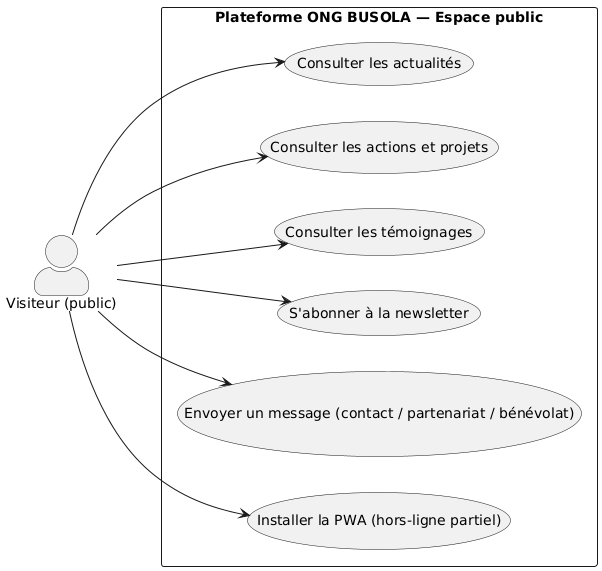 Plateforme ONG BUSOLA — Espace public
Consulter les actualités
Consulter les actions et projets
Consulter les témoignages
Visiteur (public)
S'abonner à la newsletter
Envoyer un message (contact / partenariat / bénévolat)
Installer la PWA (hors-ligne partiel)